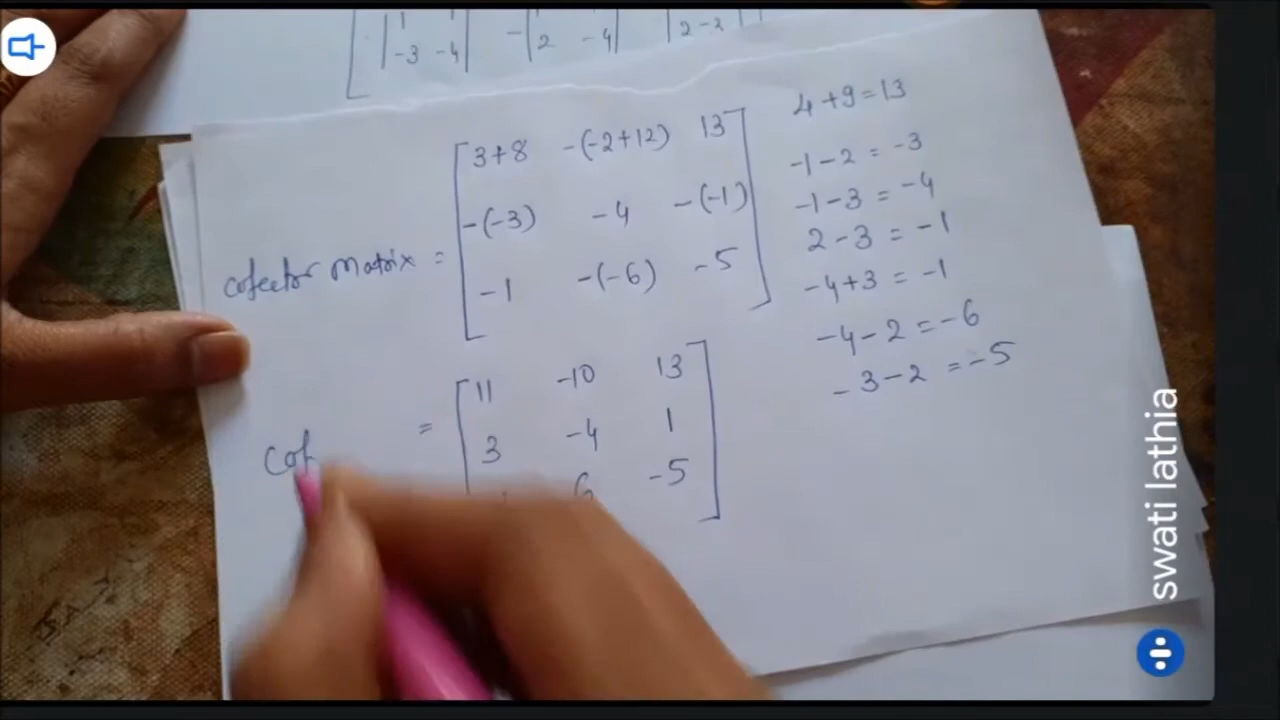 -3 -4 - 2 -4 2 -2
3+8 -(-2+12) 13
-(-3) -4 -(-1)
cofector Matrix =
-1 -(-6) -5
4+9=13
-1-2 = -3
-1-3 = -4
2-3 = -1
-4+3 = -1
-4-2 = -6
-3-2 = -5
11 -10 13
= 3 -4 1
Cof
6 -5
swati lathia